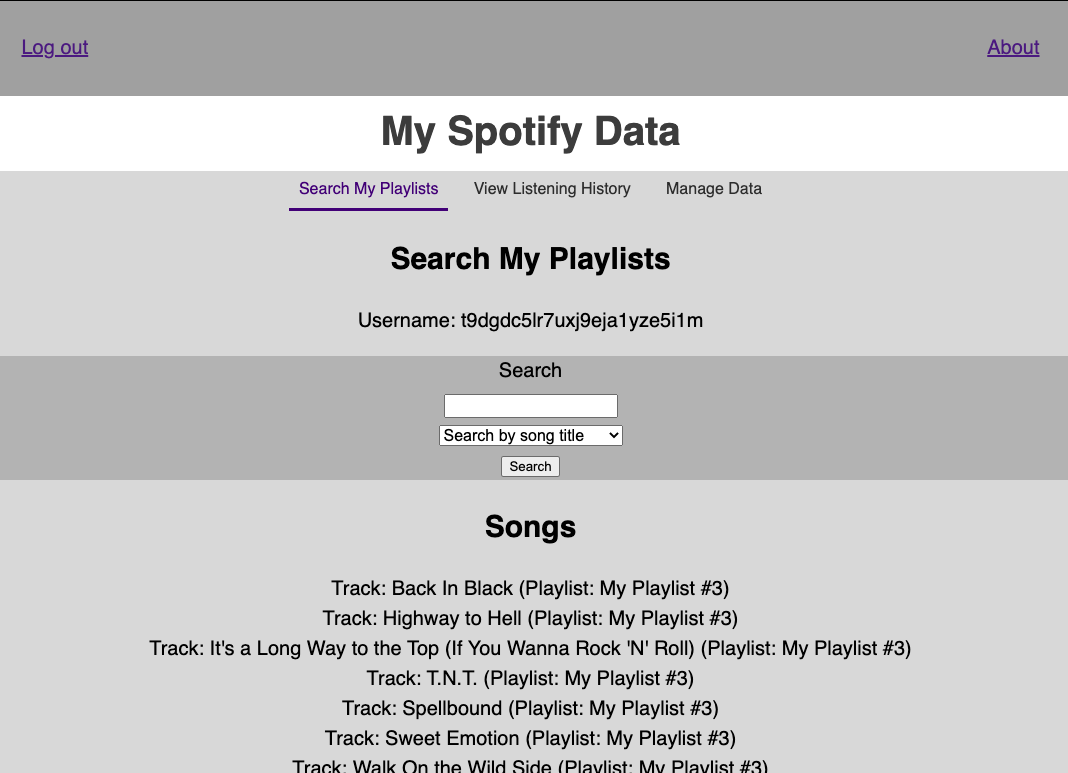 Log out
About
My Spotify Data
Search My Playlists
View Listening History
Manage Data
Search My Playlists
Username: t9dgdc5lr7uxj9eja1yze5i1m
Search
Search by song title
Search
Songs
Track: Back In Black (Playlist: My Playlist #3)
Track: Highway to Hell (Playlist: My Playlist #3)
Track: It's a Long Way to the Top (If You Wanna Rock 'N' Roll) (Playlist: My Playlist #3)
Track: T.N.T. (Playlist: My Playlist #3)
Track: Spellbound (Playlist: My Playlist #3)
Track: Sweet Emotion (Playlist: My Playlist #3)
Track: Walk On the Wild Side (Playlist: My Playlist #3)